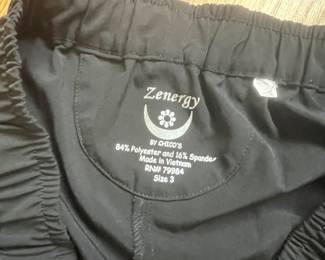 Zenergy
BY CHICO'S
84% Polyester and 16% Spandex
Made in Vietnam
RN# 79984
Size 3